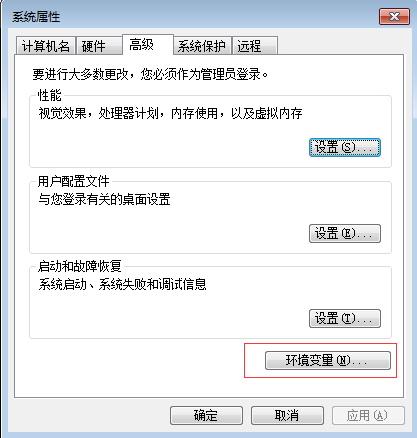 系统属性
计算机名 硬件 高级 系统保护 远程
要进行大多数更改，您必须作为管理员登录。
性能
视觉效果，处理器计划，内存使用，以及虚拟内存
设置(S)...
用户配置文件
与您登录有关的桌面设置
设置(E)...
启动和故障恢复
系统启动、系统失败和调试信息
设置(T)...
环境变量(N)...
确定 取消 应用(A)